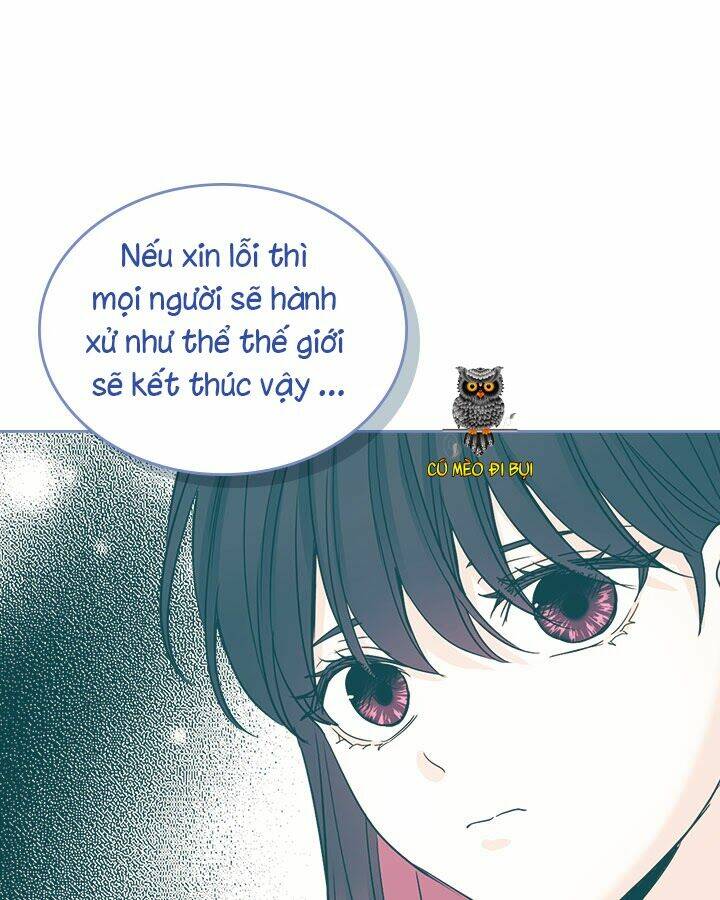 Nếu xin lỗi thì
mọi người sẽ hành
xử như thể thế giới
sẽ kết thúc vậy ...
CÚ MÈO ĐI BỤI